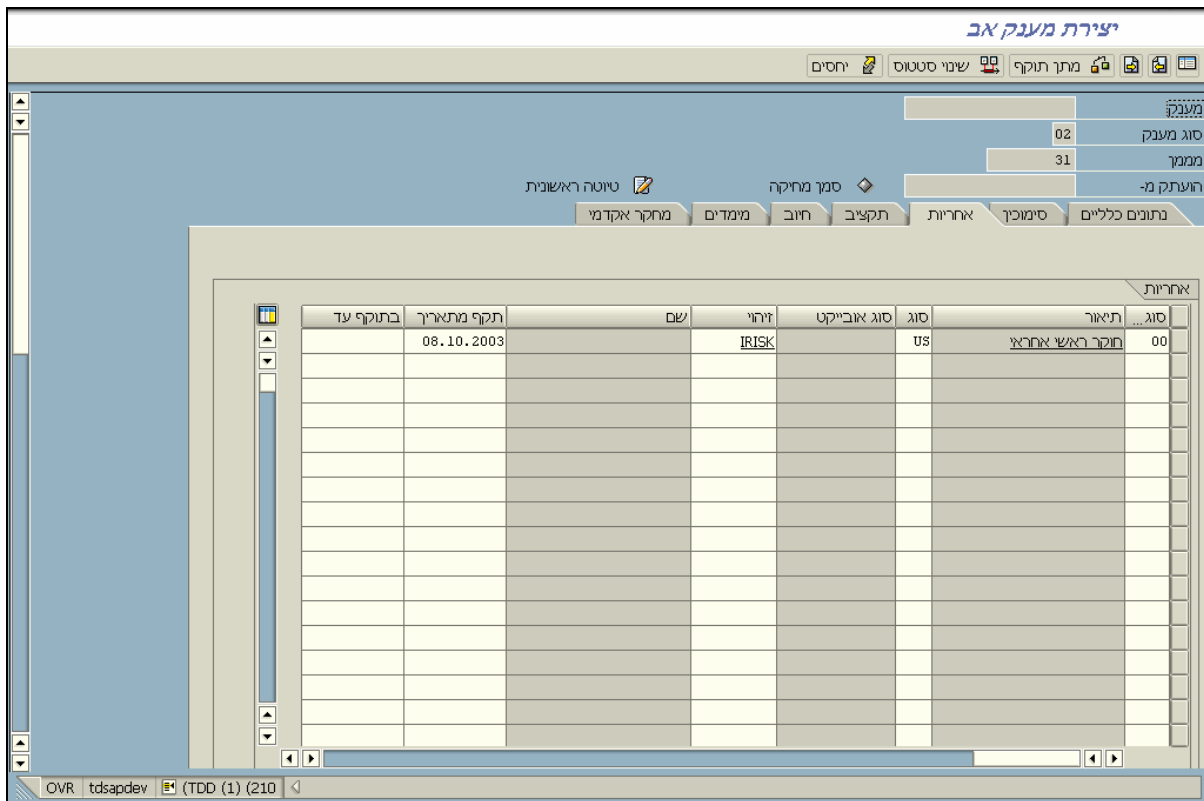 יצירת מענק אב
מתן תוקף שינוי סטטוס יחסים
מענק
סוג מענק 02
מממן 31
הועתק מ- סמן מחיקה טיוטה ראשונית
נתונים כלליים סימוכין אחריות תקציב חיוב מימדים מחקר אקדמי
אחריות
סוג... תיאור סוג סוג אובייקט זיהוי שם תקף מתאריך בתוקף עד
00 חוקר ראשי אחראי US IRISK 08.10.2003
OVR tdsapdev (TDD (1) (210